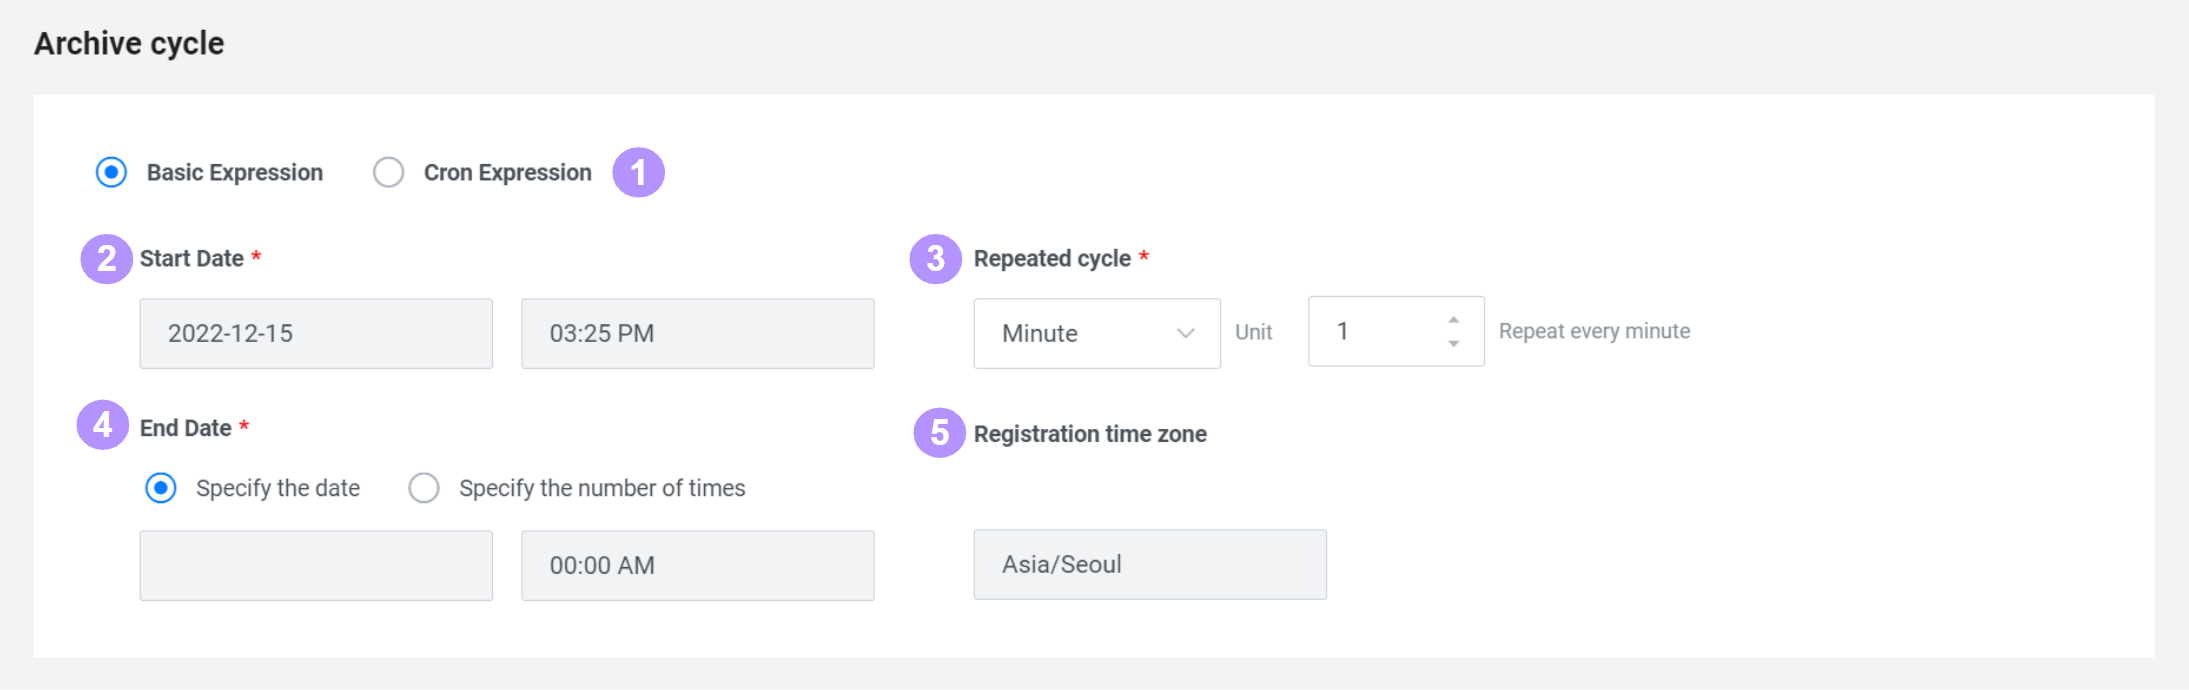 Archive cycle
Basic Expression Cron Expression 1
2 Start Date * 3 Repeated cycle *
2022-12-15 03:25 PM Minute Unit 1 Repeat every minute
4 End Date * 5 Registration time zone
Specify the date Specify the number of times
00:00 AM Asia/Seoul